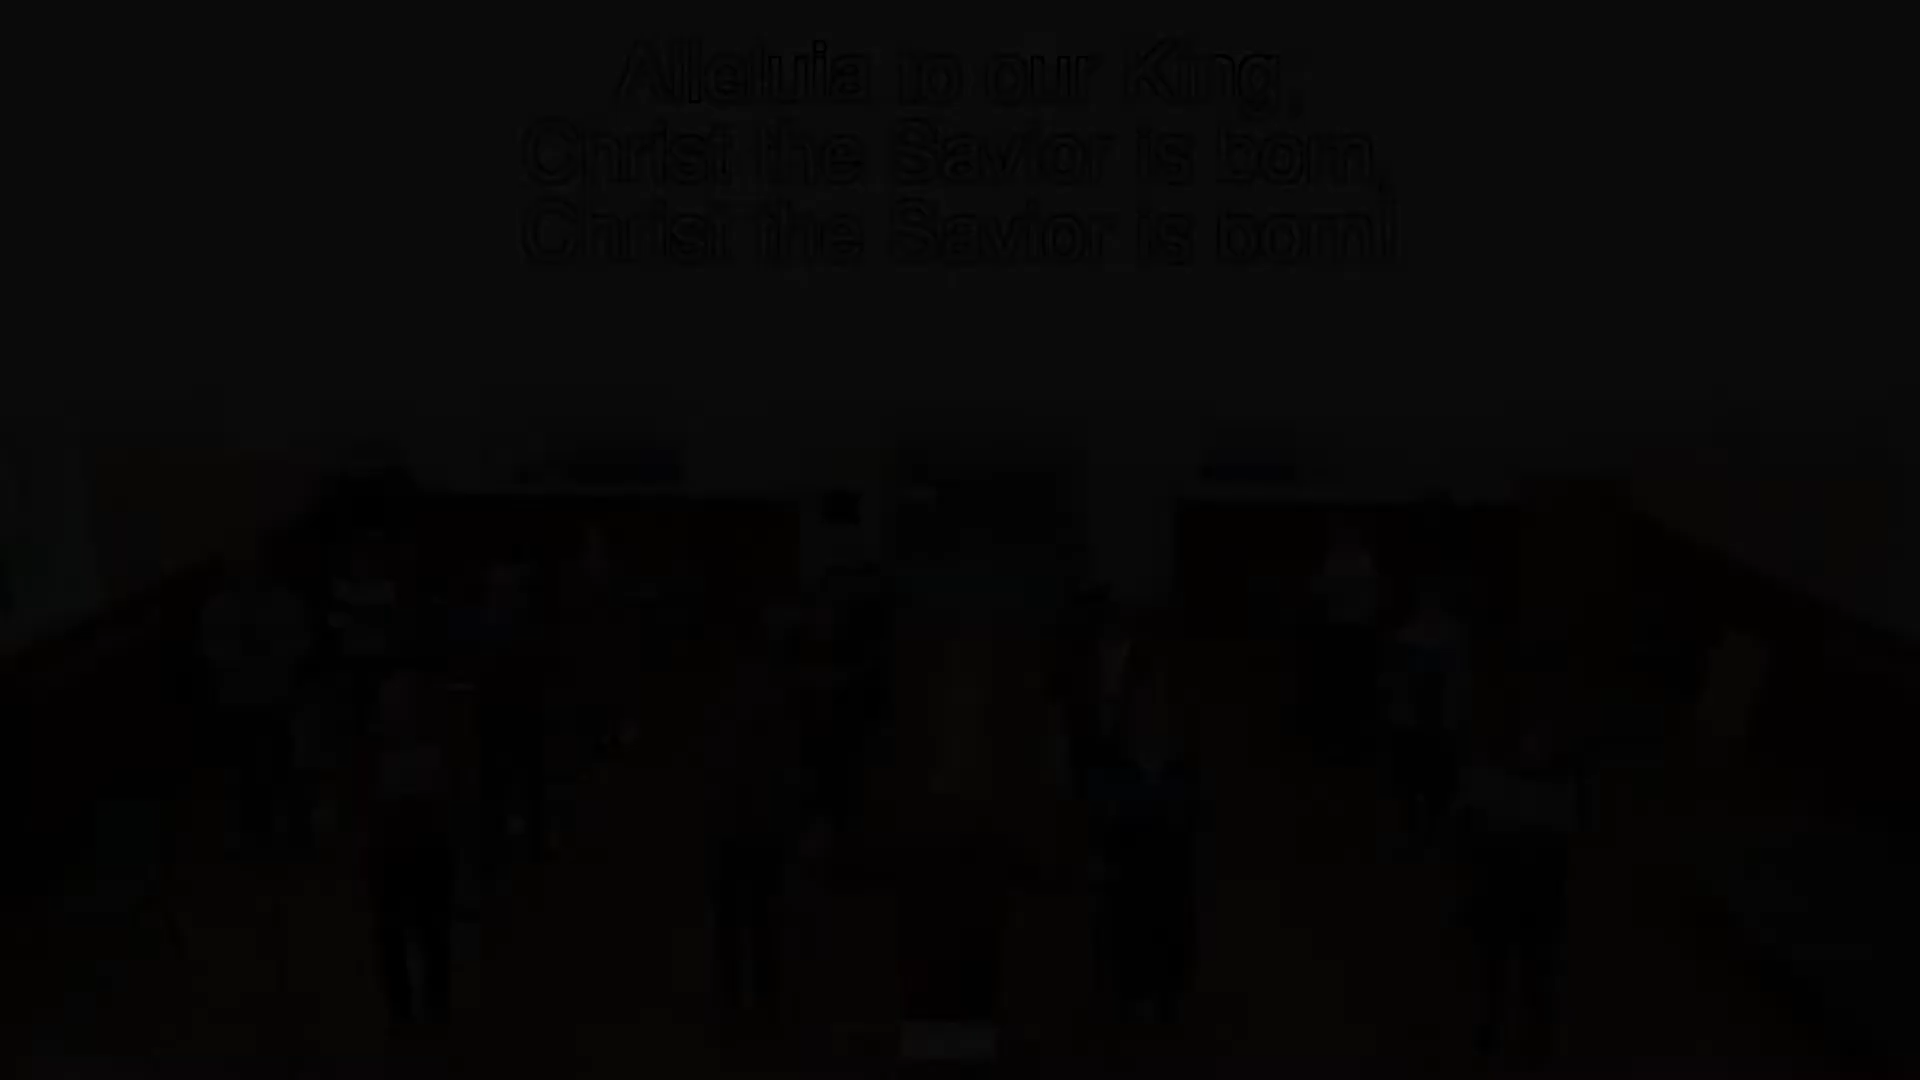 Alleluia to our King;
Christ the Savior is born,
Christ the Savior is born!